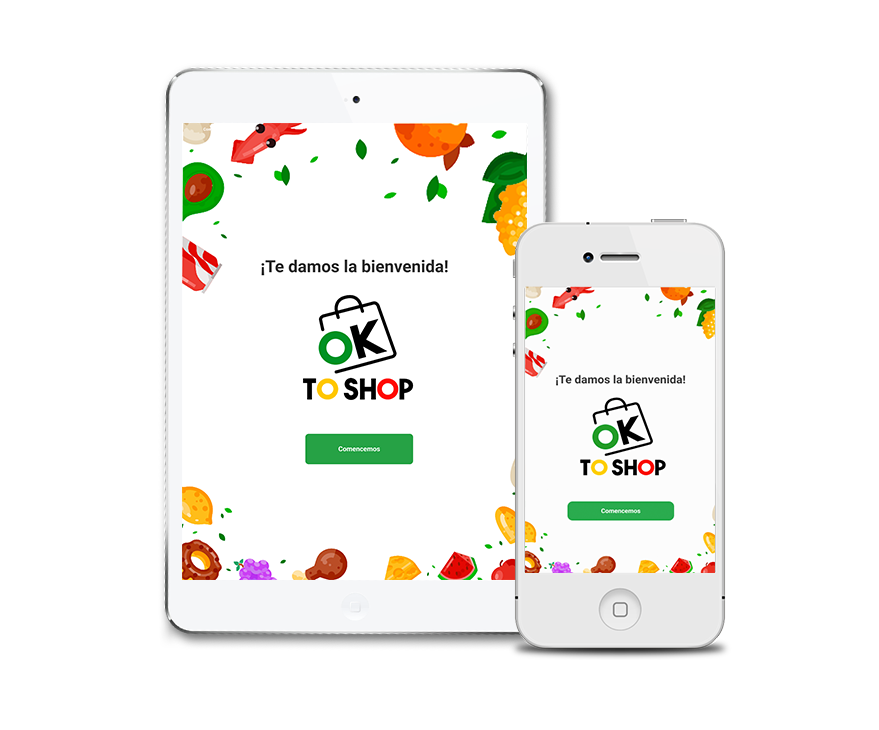 ¡Te damos la bienvenida!
OK
TO SHOP
Comencemos
¡Te damos la bienvenida!
OK
TO SHOP
Comencemos